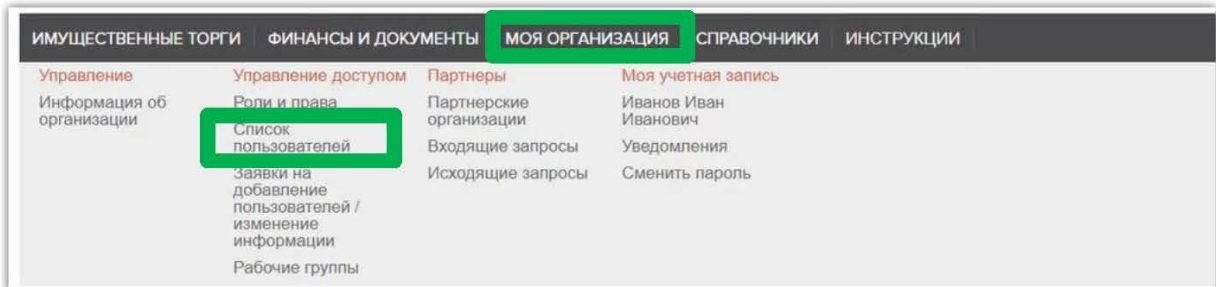 ИМУЩЕСТВЕННЫЕ ТОРГИ ФИНАНСЫ И ДОКУМЕНТЫ МОЯ ОРГАНИЗАЦИЯ СПРАВОЧНИКИ ИНСТРУКЦИИ
Управление
Информация об
организации
Управление доступом
Роли и права
Список
пользователей
Заявки на
добавление
пользователей /
изменение
информации
Рабочие группы
Партнеры
Партнерские
организации
Входящие запросы
Исходящие запросы
Моя учетная запись
Иванов Иван
Иванович
Уведомления
Сменить пароль